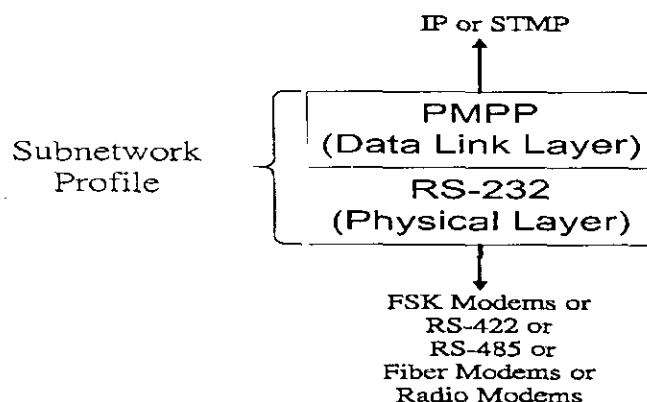 IP or STMP
PMPP
(Data Link Layer)
Subnetwork
Profile
RS-232
(Physical Layer)
FSK Modems or
RS-422 or
RS-485 or
Fiber Modems or
Radio Modems